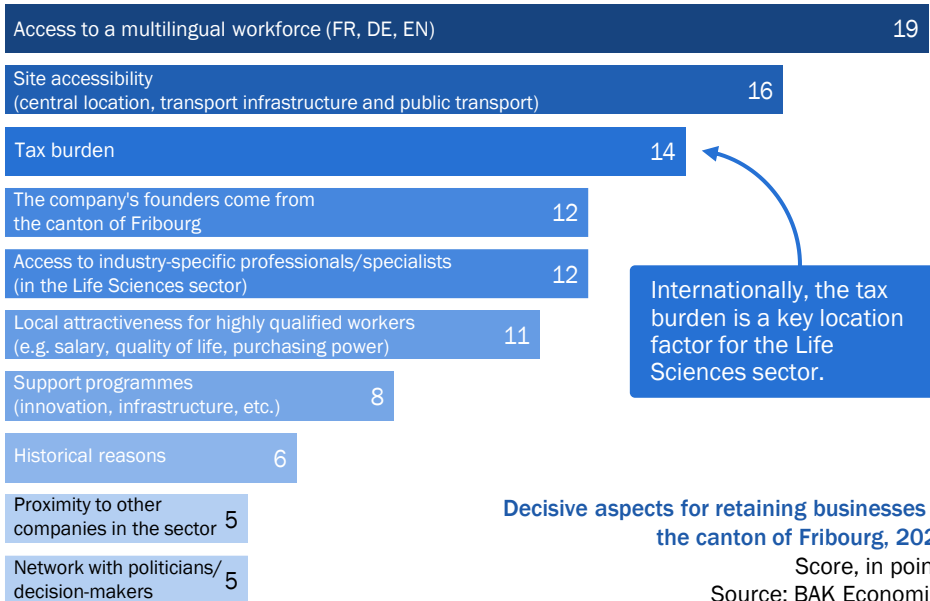 Access to a multilingual workforce (FR, DE, EN) 19
Site accessibility
(central location, transport infrastructure and public transport) 16
Tax burden 14
The company's founders come from
the canton of Fribourg 12
Access to industry-specific professionals/specialists
(in the Life Sciences sector) 12
Internationally, the tax
burden is a key location
factor for the Life
Sciences sector.
Local attractiveness for highly qualified workers
(e.g. salary, quality of life, purchasing power) 11
Support programmes
(innovation, infrastructure, etc.) 8
Historical reasons 6
Proximity to other
companies in the sector 5
Network with politicians/
decision-makers 5
Decisive aspects for retaining businesses
the canton of Fribourg,
Score, in
Source: BAK